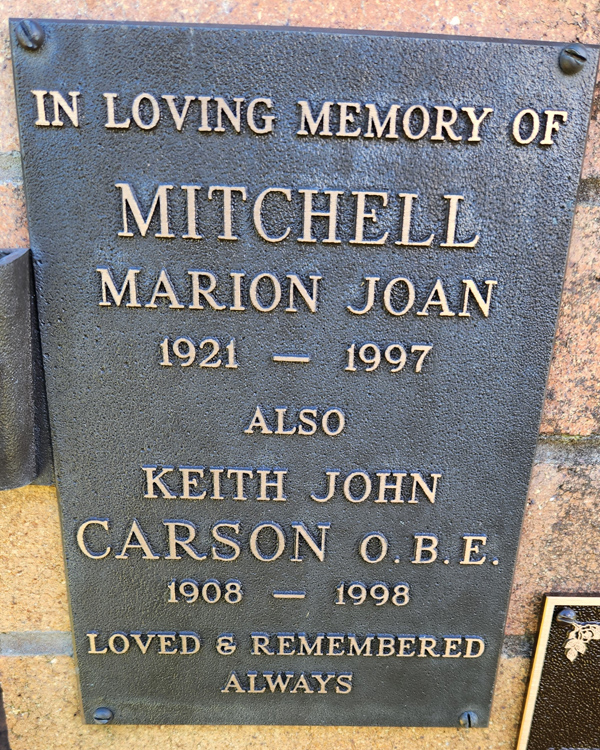 IN LOVING MEMORY OF
MITCHELL
MARION JOAN
1921 — 1997
ALSO
KEITH JOHN
CARSON O.B.E.
1908 — 1998
LOVED & REMEMBERED
ALWAYS